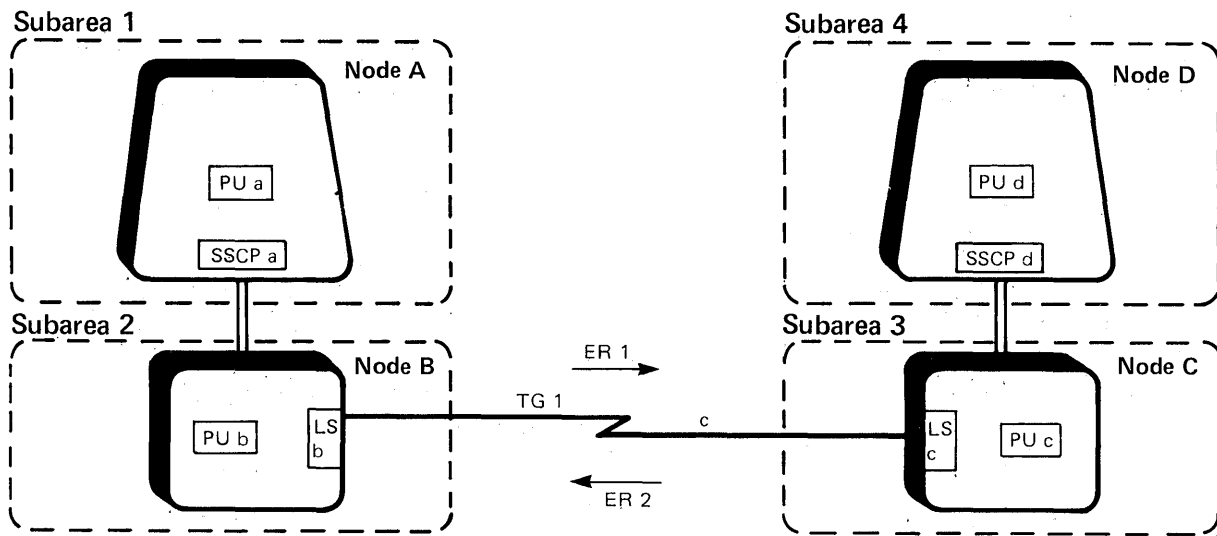 Subarea 1
Node A
PU a
SSCP a
Subarea 4
Node D
PU d
SSCP d
Subarea 2
Node B
PU b
LS
b
ER 1
TG 1
c
ER 2
Subarea 3
Node C
LS
c
PU c